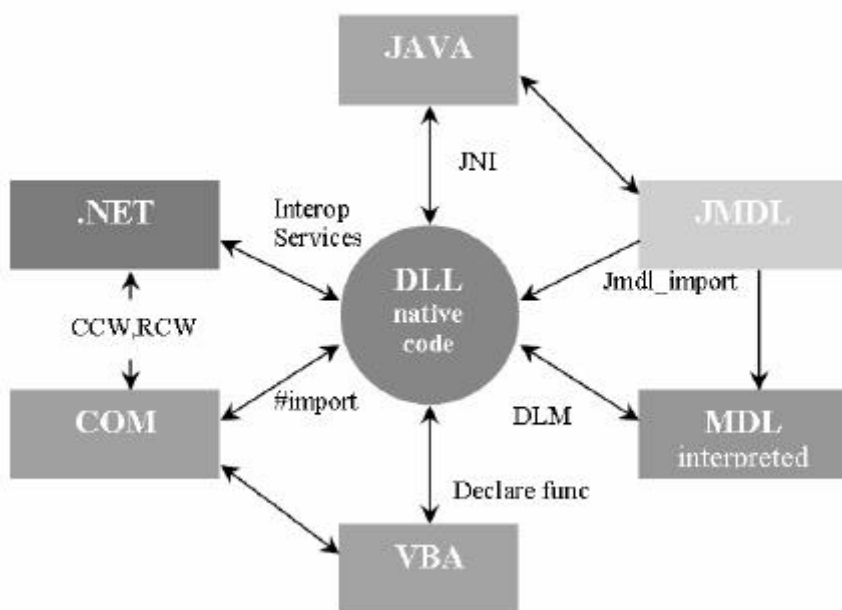 JAVA
JNI
.NET
Interop
Services
JMDL
DLL
native
code
Jmdl_import
CCW,RCW
#import
COM
DLM
MDL
interpreted
Declare func
VBA